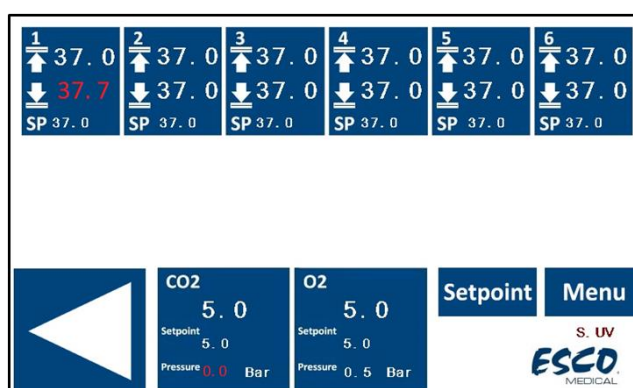 1 2 3 4 5 6
37.0 37.0 37.0 37.0 37.0 37.0
37.7 37.0 37.0 37.0 37.0 37.0
SP 37.0 SP 37.0 SP 37.0 SP 37.0 SP 37.0 SP 37.0
CO2 O2
5.0 5.0 Setpoint Menu
Setpoint Setpoint
5.0 5.0 S. UV
Pressure 0.0 Bar Pressure 0.5 Bar ESCO
MEDICAL